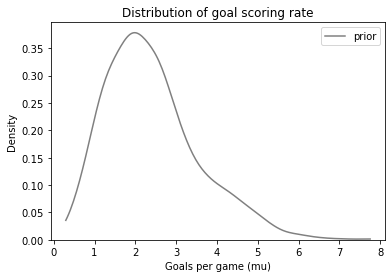 Distribution of goal scoring rate
prior
Density
0.35
0.30
0.25
0.20
0.15
0.10
0.05
0.00
0 1 2 3 4 5 6 7 8
Goals per game (mu)